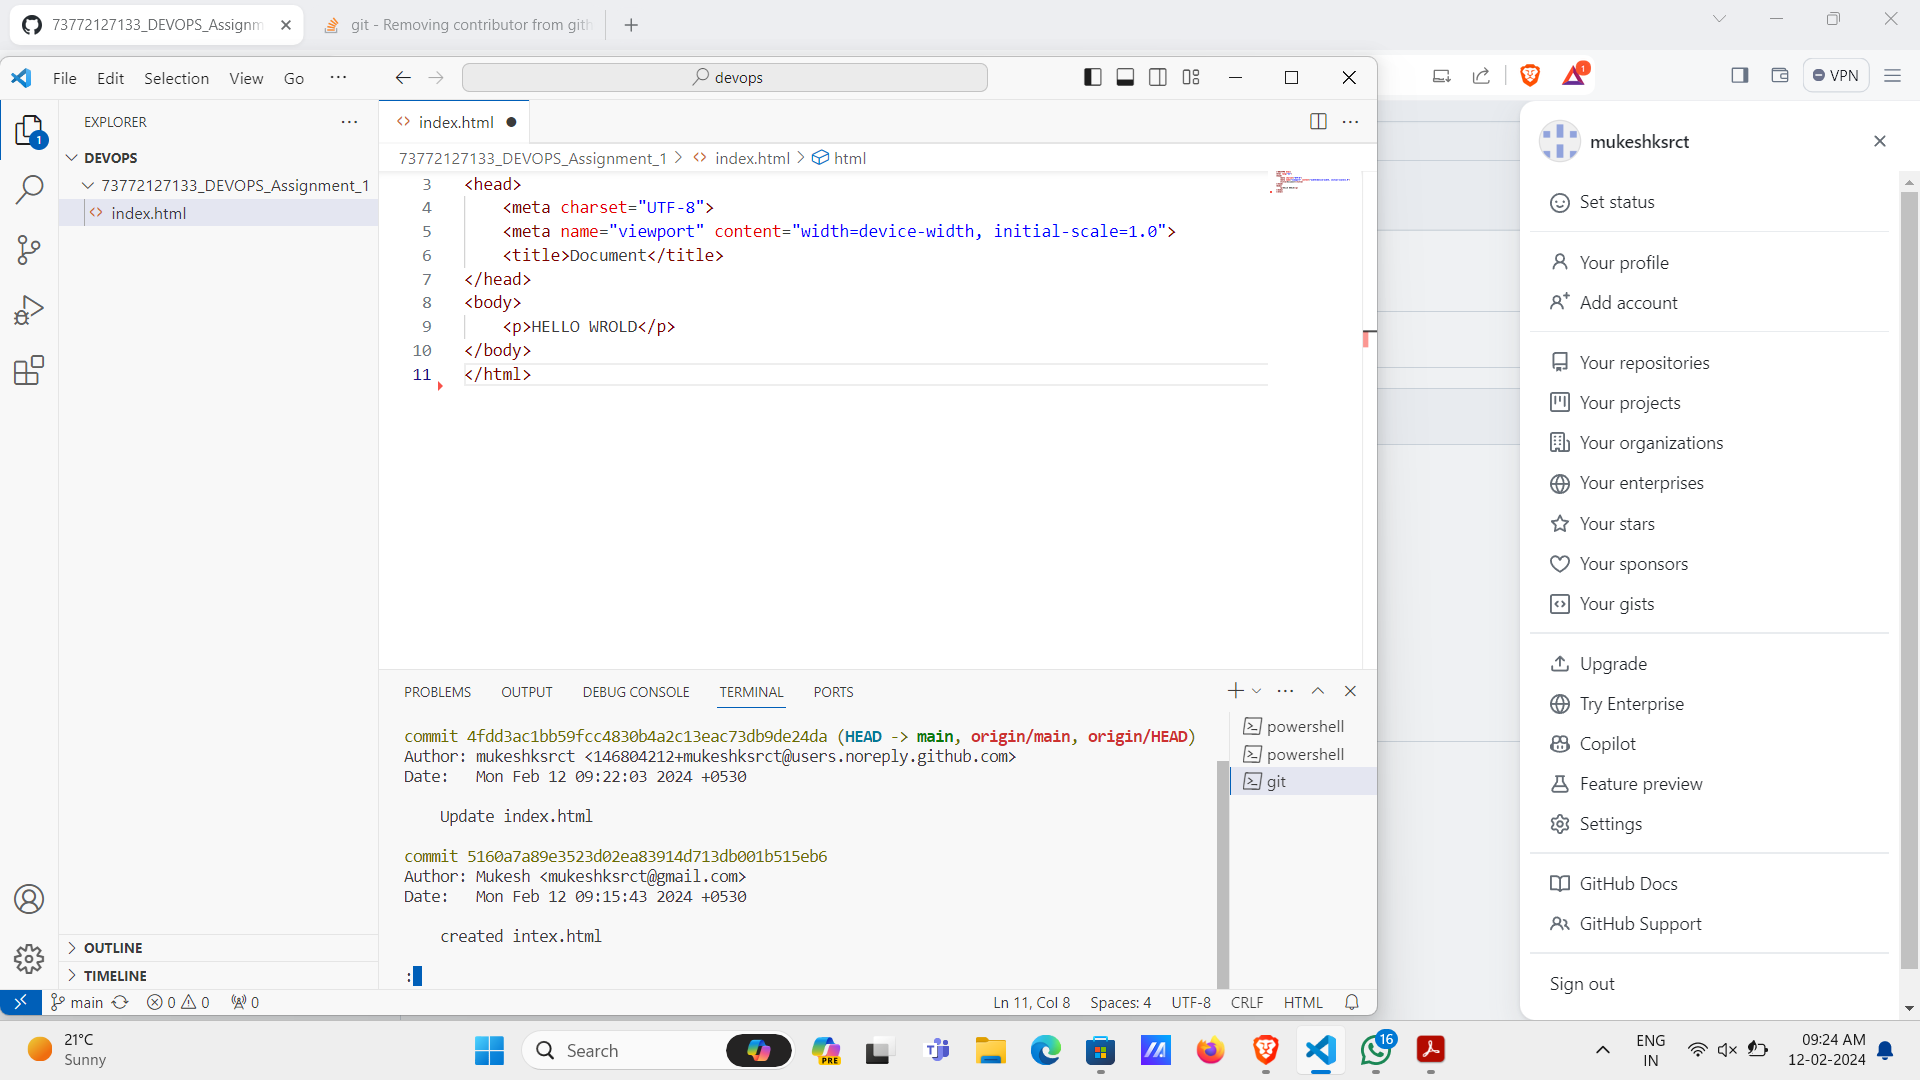 73772127133_DEVOPS_Assignm
git - Removing contributor from gith
File Edit Selection View Go
devops
1
VPN
EXPLORER
1
DEVOPS
73772127133_DEVOPS_Assignment_1
index.html
index.html
73772127133_DEVOPS_Assignment_1 > index.html > html
3 <head>
4 <meta charset="UTF-8">
5 <meta name="viewport" content="width=device-width, initial-scale=1.0">
6 <title>Document</title>
7 </head>
8 <body>
9 <p>HELLO WROLD</p>
10 </body>
11 </html>
PROBLEMS OUTPUT DEBUG CONSOLE TERMINAL PORTS
commit 4fdd3ac1bb59fcc4830b4a2c13eac73db9de24da (HEAD -> main, origin/main, origin/HEAD)
Author: mukeshksrct <146804212+mukeshksrct@users.noreply.github.com>
Date: Mon Feb 12 09:22:03 2024 +0530
Update index.html
commit 5160a7a89e3523d02ea83914d713db001b515eb6
Author: Mukesh <mukeshksrct@gmail.com>
Date: Mon Feb 12 09:15:43 2024 +0530
created intex.html
:
powershell
powershell
git
OUTLINE
TIMELINE
main 0 0 0
Ln 11, Col 8 Spaces: 4 UTF-8 CRLF HTML
mukeshksrct
Set status
Your profile
Add account
Your repositories
Your projects
Your organizations
Your enterprises
Your stars
Your sponsors
Your gists
Upgrade
Try Enterprise
Copilot
Feature preview
Settings
GitHub Docs
GitHub Support
Sign out
21°C
Sunny
Search
PRE
16
ENG
IN
09:24 AM
12-02-2024